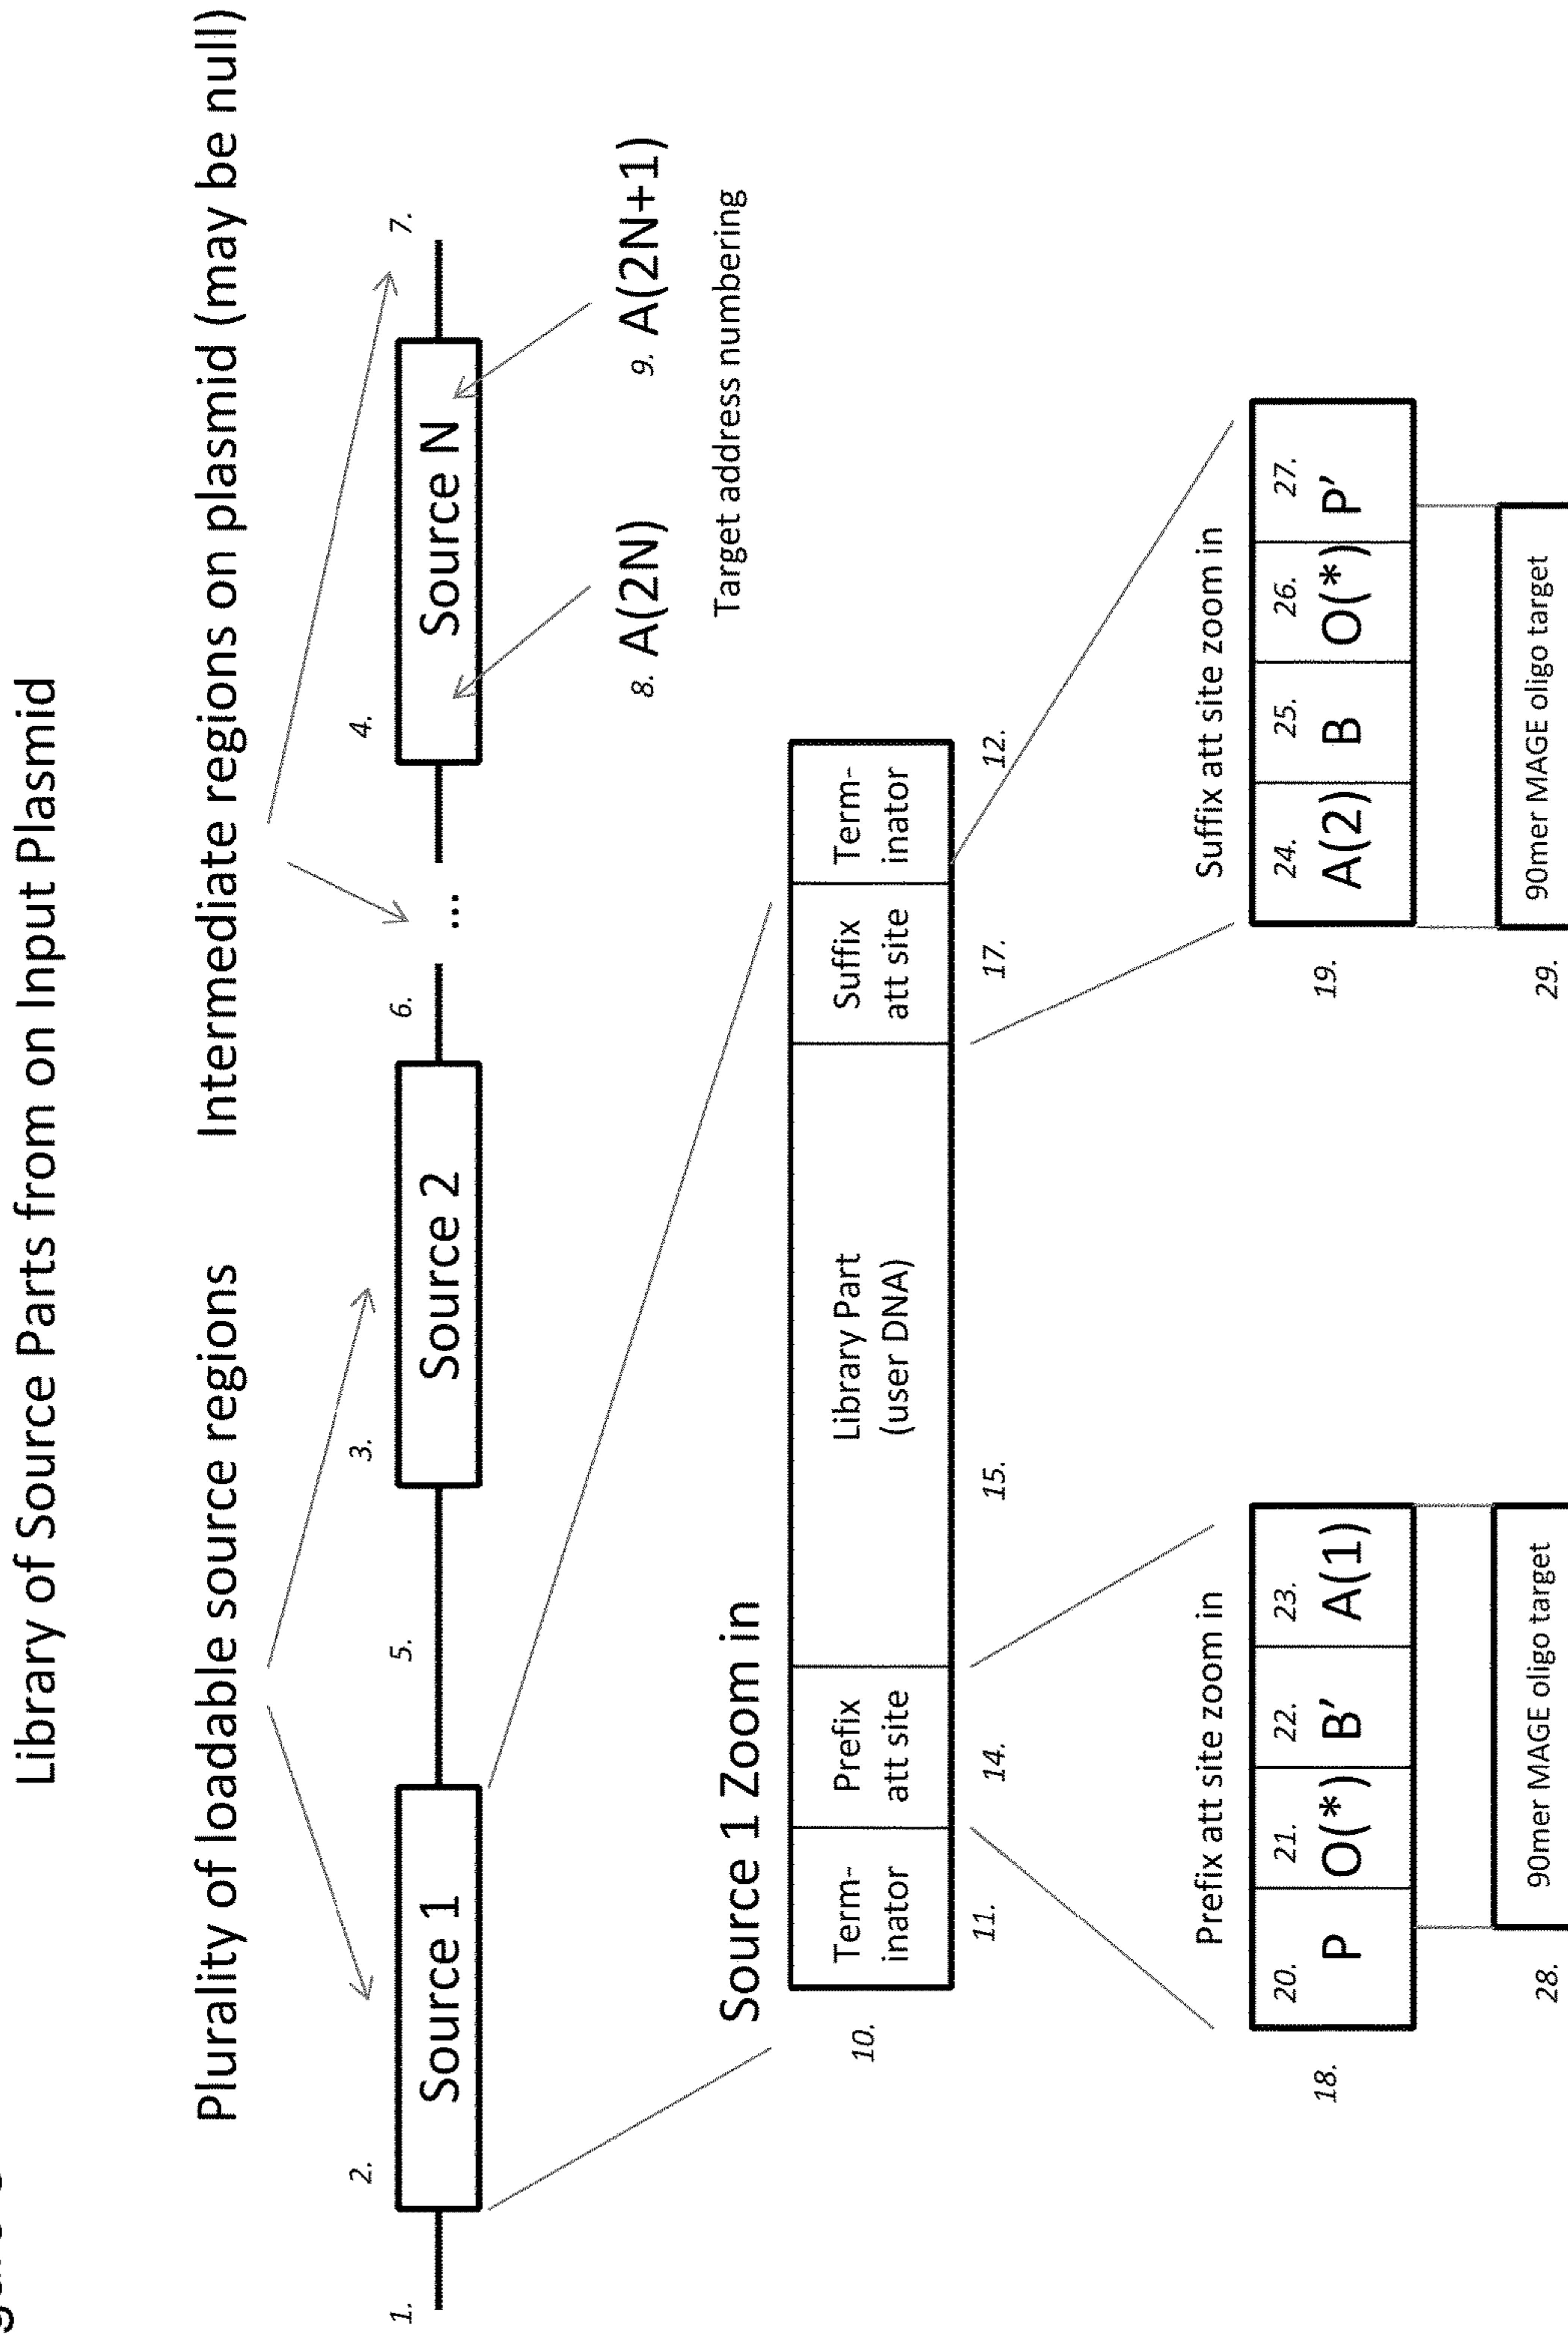 Library of Source Parts from on Input Plasmid
Plurality of loadable source regions
Intermediate regions on plasmid (may be null)
1.
2.
Source 1
5.
3.
Source 2
6.
...
4.
Source N
7.
8. A(2N)
9. A(2N+1)
Target address numbering
Source 1 Zoom in
10.
Term-
inator
Prefix
att site
Library Part
(user DNA)
Suffix
att site
Term-
inator
11.
14.
15.
17.
12.
Prefix att site zoom in
18.
20.
P
21.
O(*)
22.
B'
23.
A(1)
28.
90mer MAGE oligo target
Suffix att site zoom in
19.
24.
A(2)
25.
B
26.
O(*)
27.
P'
29.
90mer MAGE oligo target